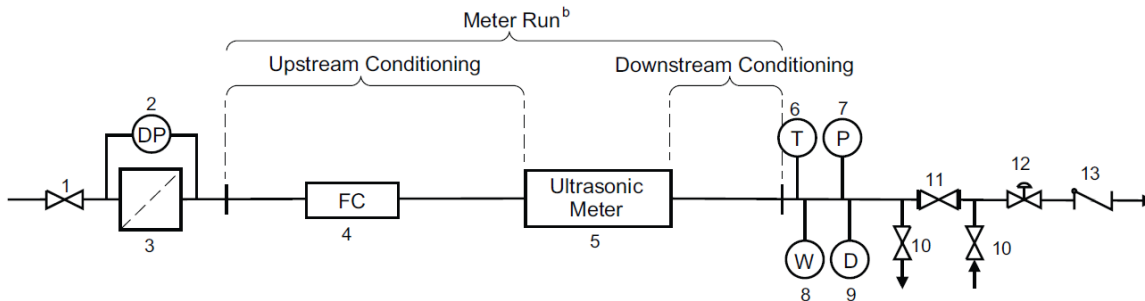 Meter Runᵇ
Upstream Conditioning
Downstream Conditioning
2
6
7
DP
T
P
1
12
11
13
FC
Ultrasonic
Meter
3
4
5
W
D
10
10
8
9